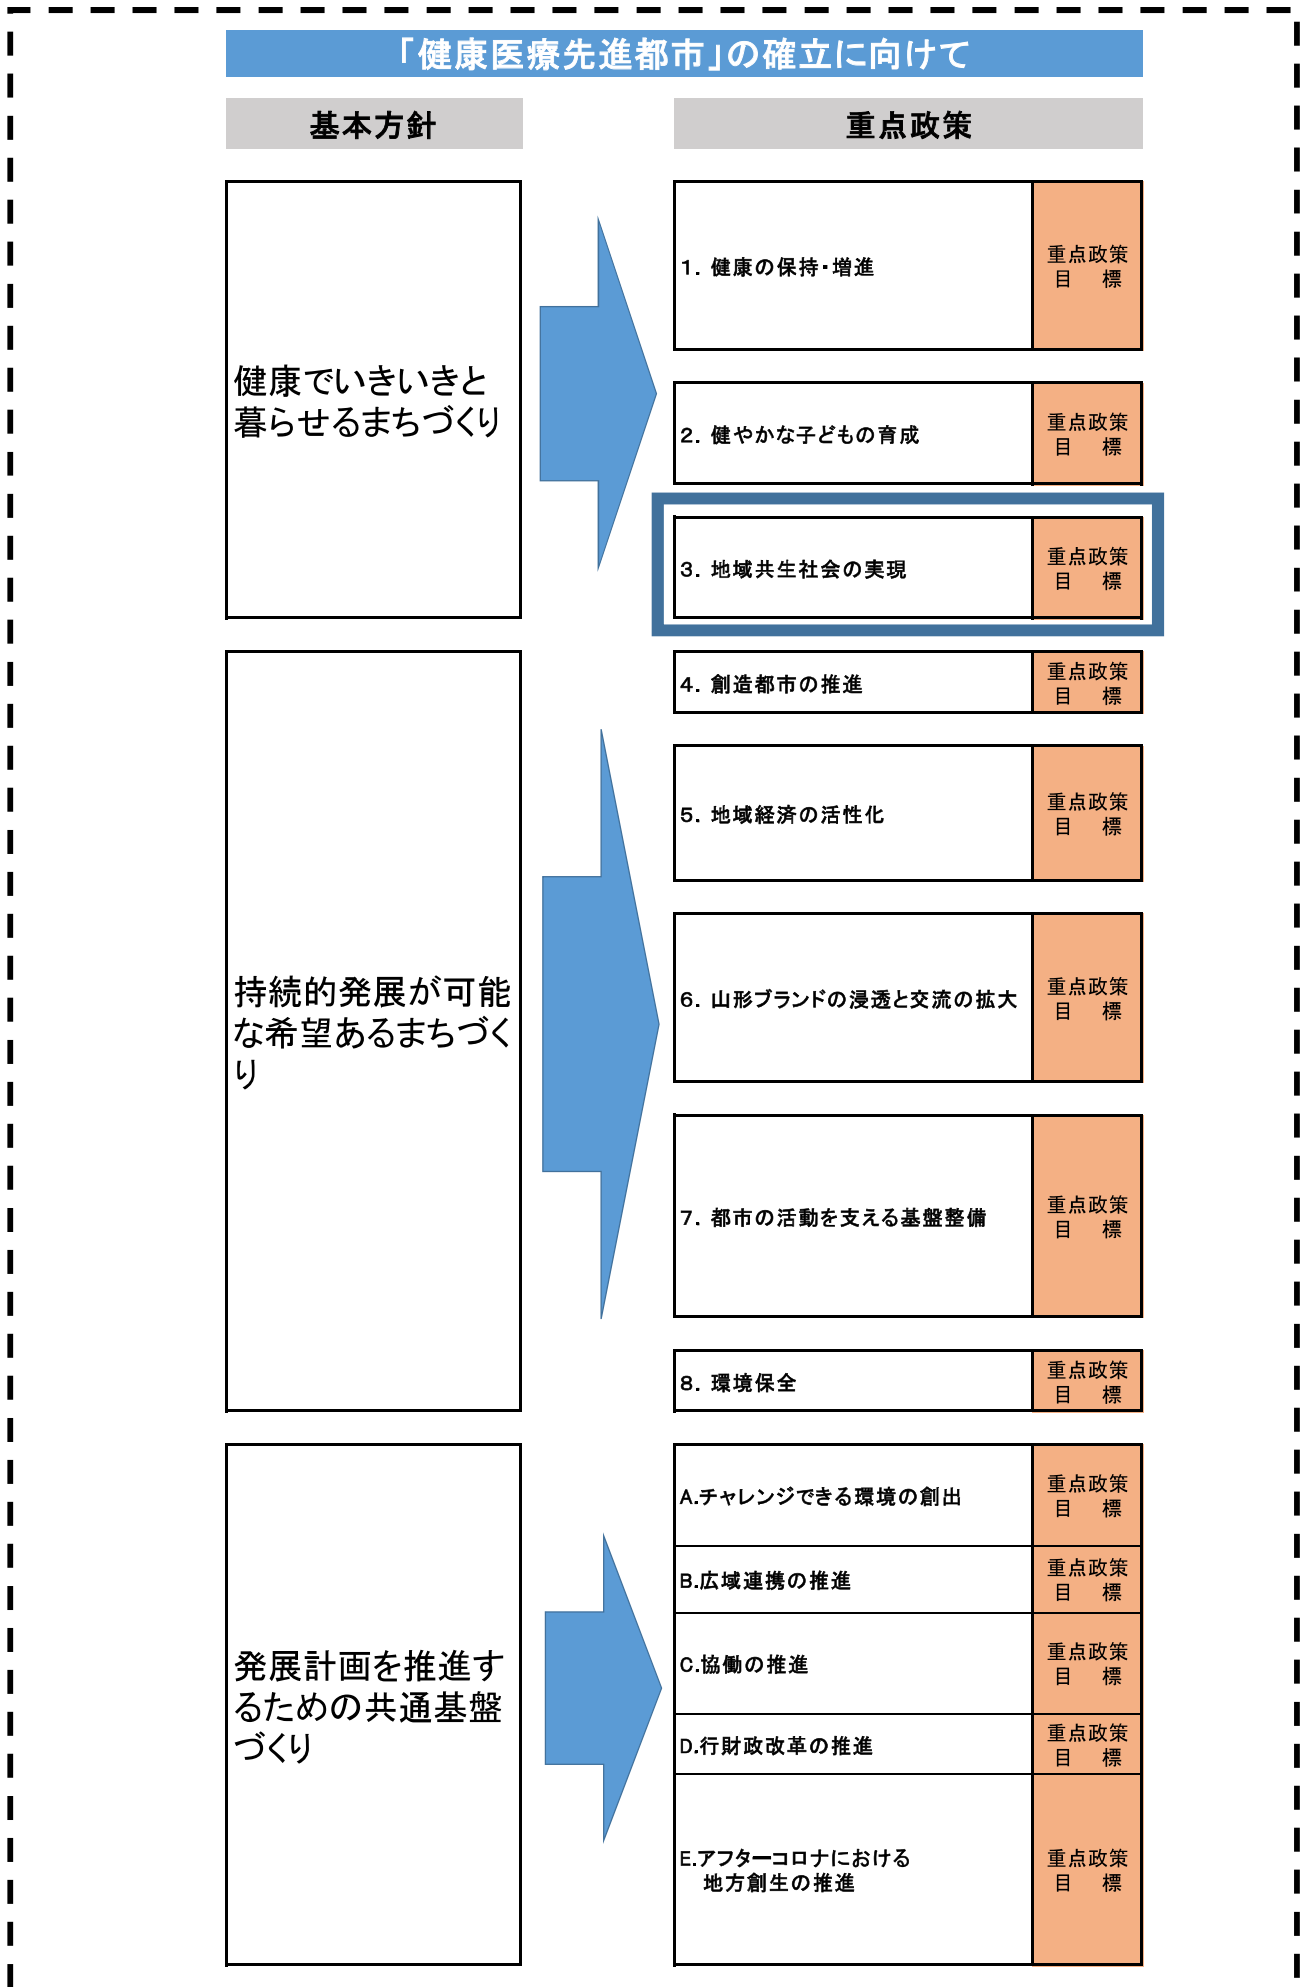 「健康医療先進都市」の確立に向けて
基本方針
重点政策
健康でいきいきと
暮らせるまちづくり
1. 健康の保持・増進
重点政策
目　標
2. 健やかな子どもの育成
重点政策
目　標
3. 地域共生社会の実現
重点政策
目　標
持続的発展が可能
な希望あるまちづく
り
4. 創造都市の推進
重点政策
目　標
5. 地域経済の活性化
重点政策
目　標
6. 山形ブランドの浸透と交流の拡大
重点政策
目　標
7. 都市の活動を支える基盤整備
重点政策
目　標
8. 環境保全
重点政策
目　標
発展計画を推進す
るための共通基盤
づくり
A.チャレンジできる環境の創出
重点政策
目　標
B.広域連携の推進
重点政策
目　標
C.協働の推進
重点政策
目　標
D.行財政改革の推進
重点政策
目　標
E.アフターコロナにおける
地方創生の推進
重点政策
目　標